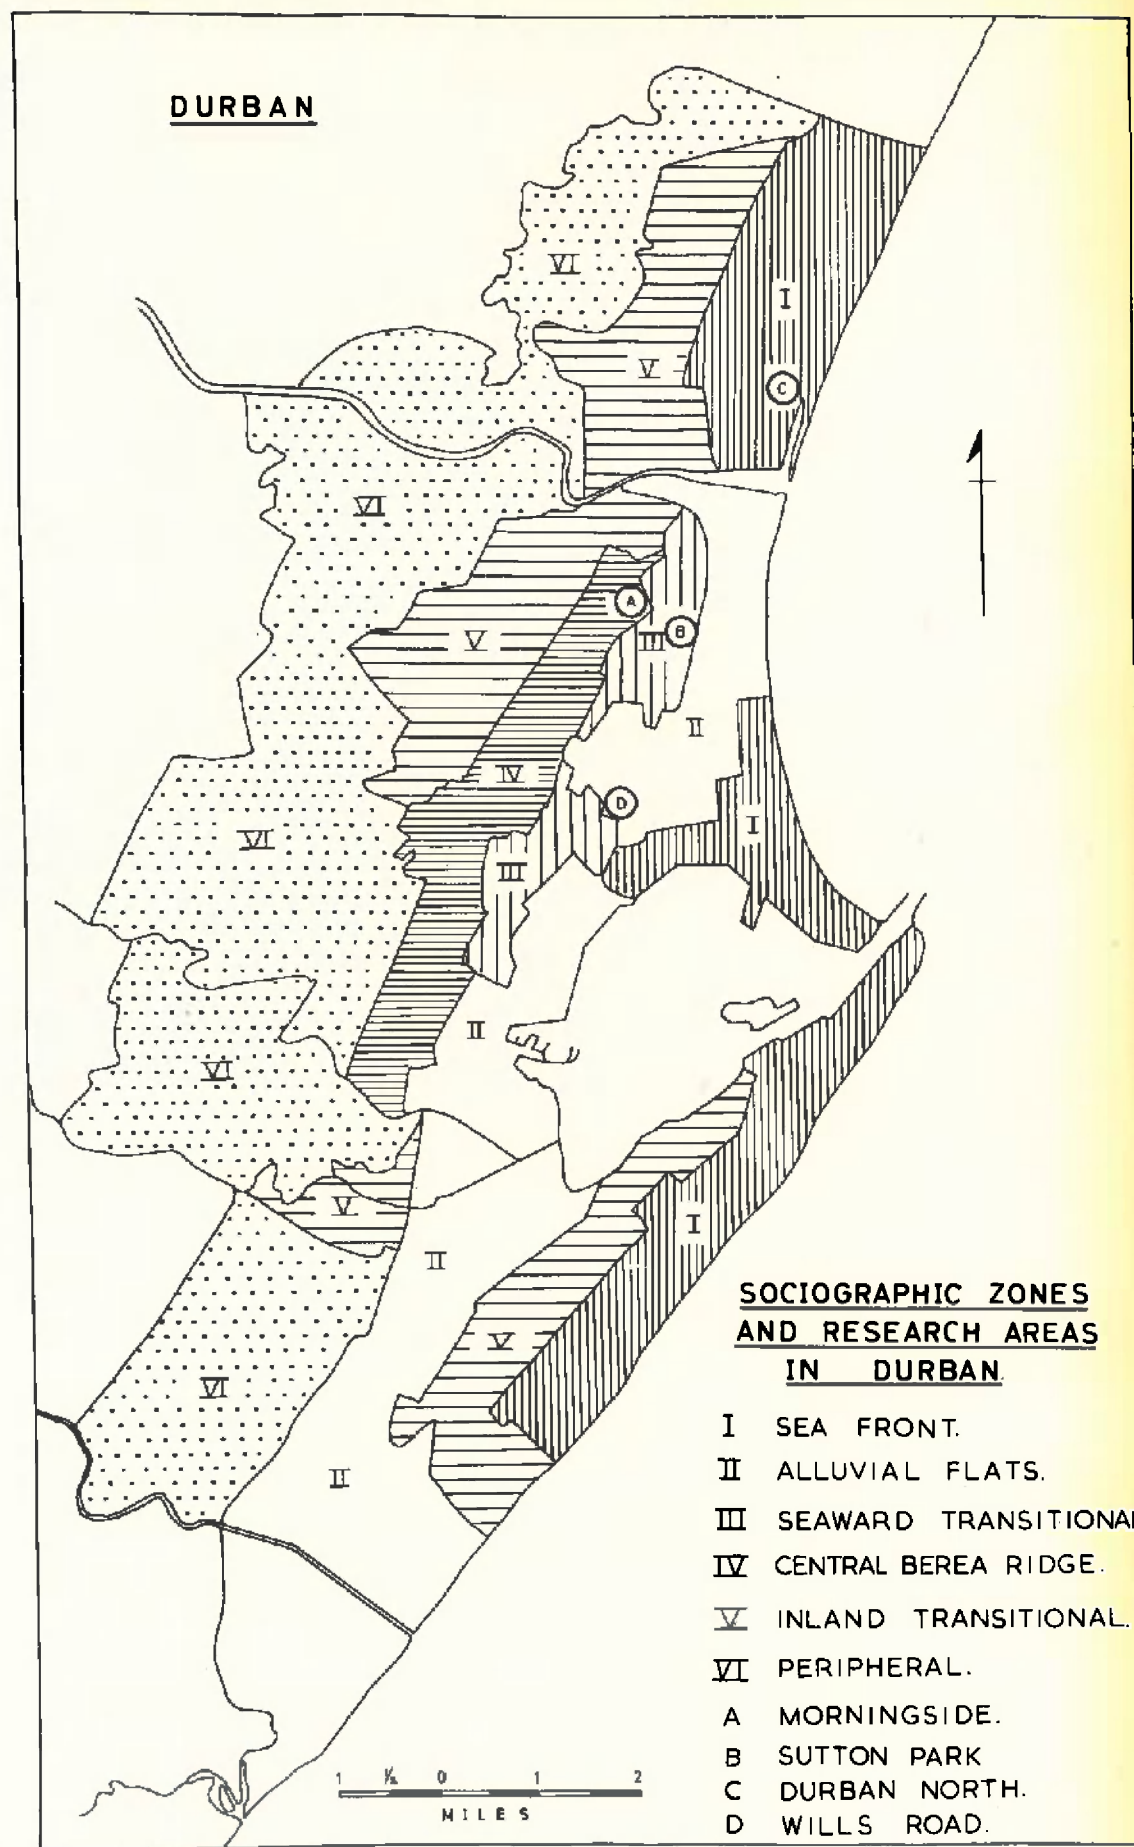 DURBAN
VI
I
V
C
VI
A
V
III
B
II
IV
D
VI
I
III
II
VI
V
I
II
V
VI
II
SOCIOGRAPHIC ZONES
AND RESEARCH AREAS
IN DURBAN.
I SEA FRONT.
II ALLUVIAL FLATS.
III SEAWARD TRANSITIONAL
IV CENTRAL BEREA RIDGE.
V INLAND TRANSITIONAL.
VI PERIPHERAL.
A MORNINGSIDE.
B SUTTON PARK
C DURBAN NORTH.
D WILLS ROAD.
1 ½ 0 1 2
MILES